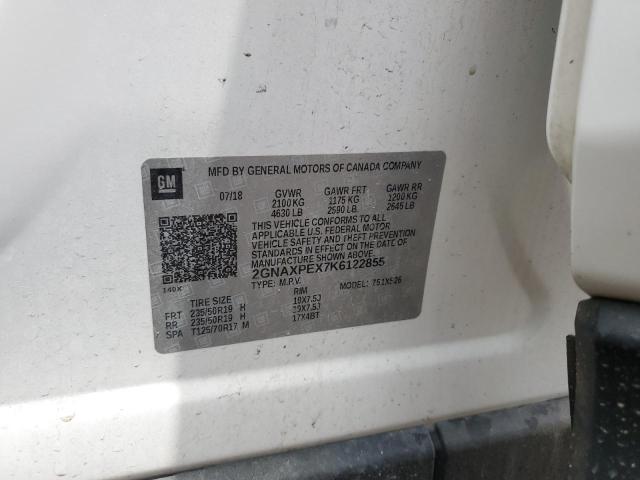 GM
MFD BY GENERAL MOTORS OF CANADA COMPANY
07/18 GVWR GAWR FRT GAWR RR
2100 KG 1175 KG 1200 KG
4630 LB 2590 LB 2645 LB
THIS VEHICLE CONFORMS TO ALL
APPLICABLE U.S. FEDERAL MOTOR
VEHICLE SAFETY AND THEFT PREVENTION
STANDARDS IN EFFECT ON THE DATE OF
MANUFACTURE SHOWN ABOVE.
2GNAXPEX7K6122855
TYPE: M.P.V. MODEL:
140X
TIRE SIZE RIM
FRT 235/50R19 H 19X7.5J
RR 235/50R19 H 19X7.5J
SPA T125/70R17 M 17X4BT